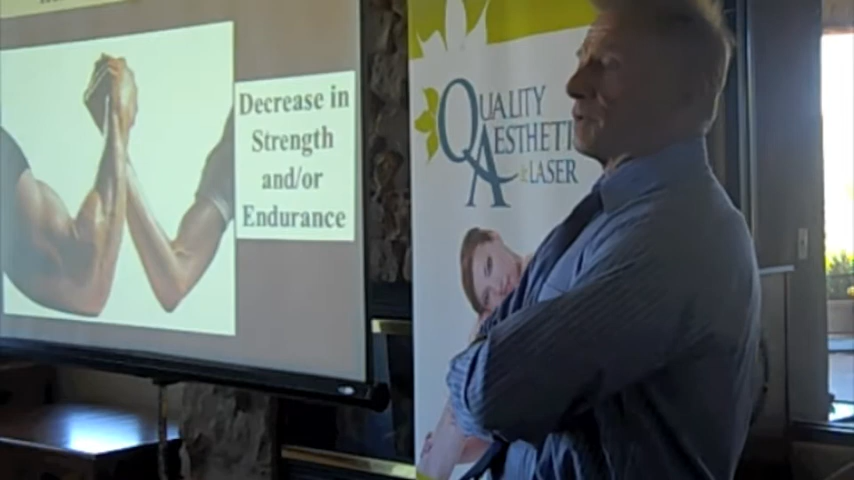 Decrease in
Strength
and/or
Endurance
QUALITY
AESTHETI
& LASER